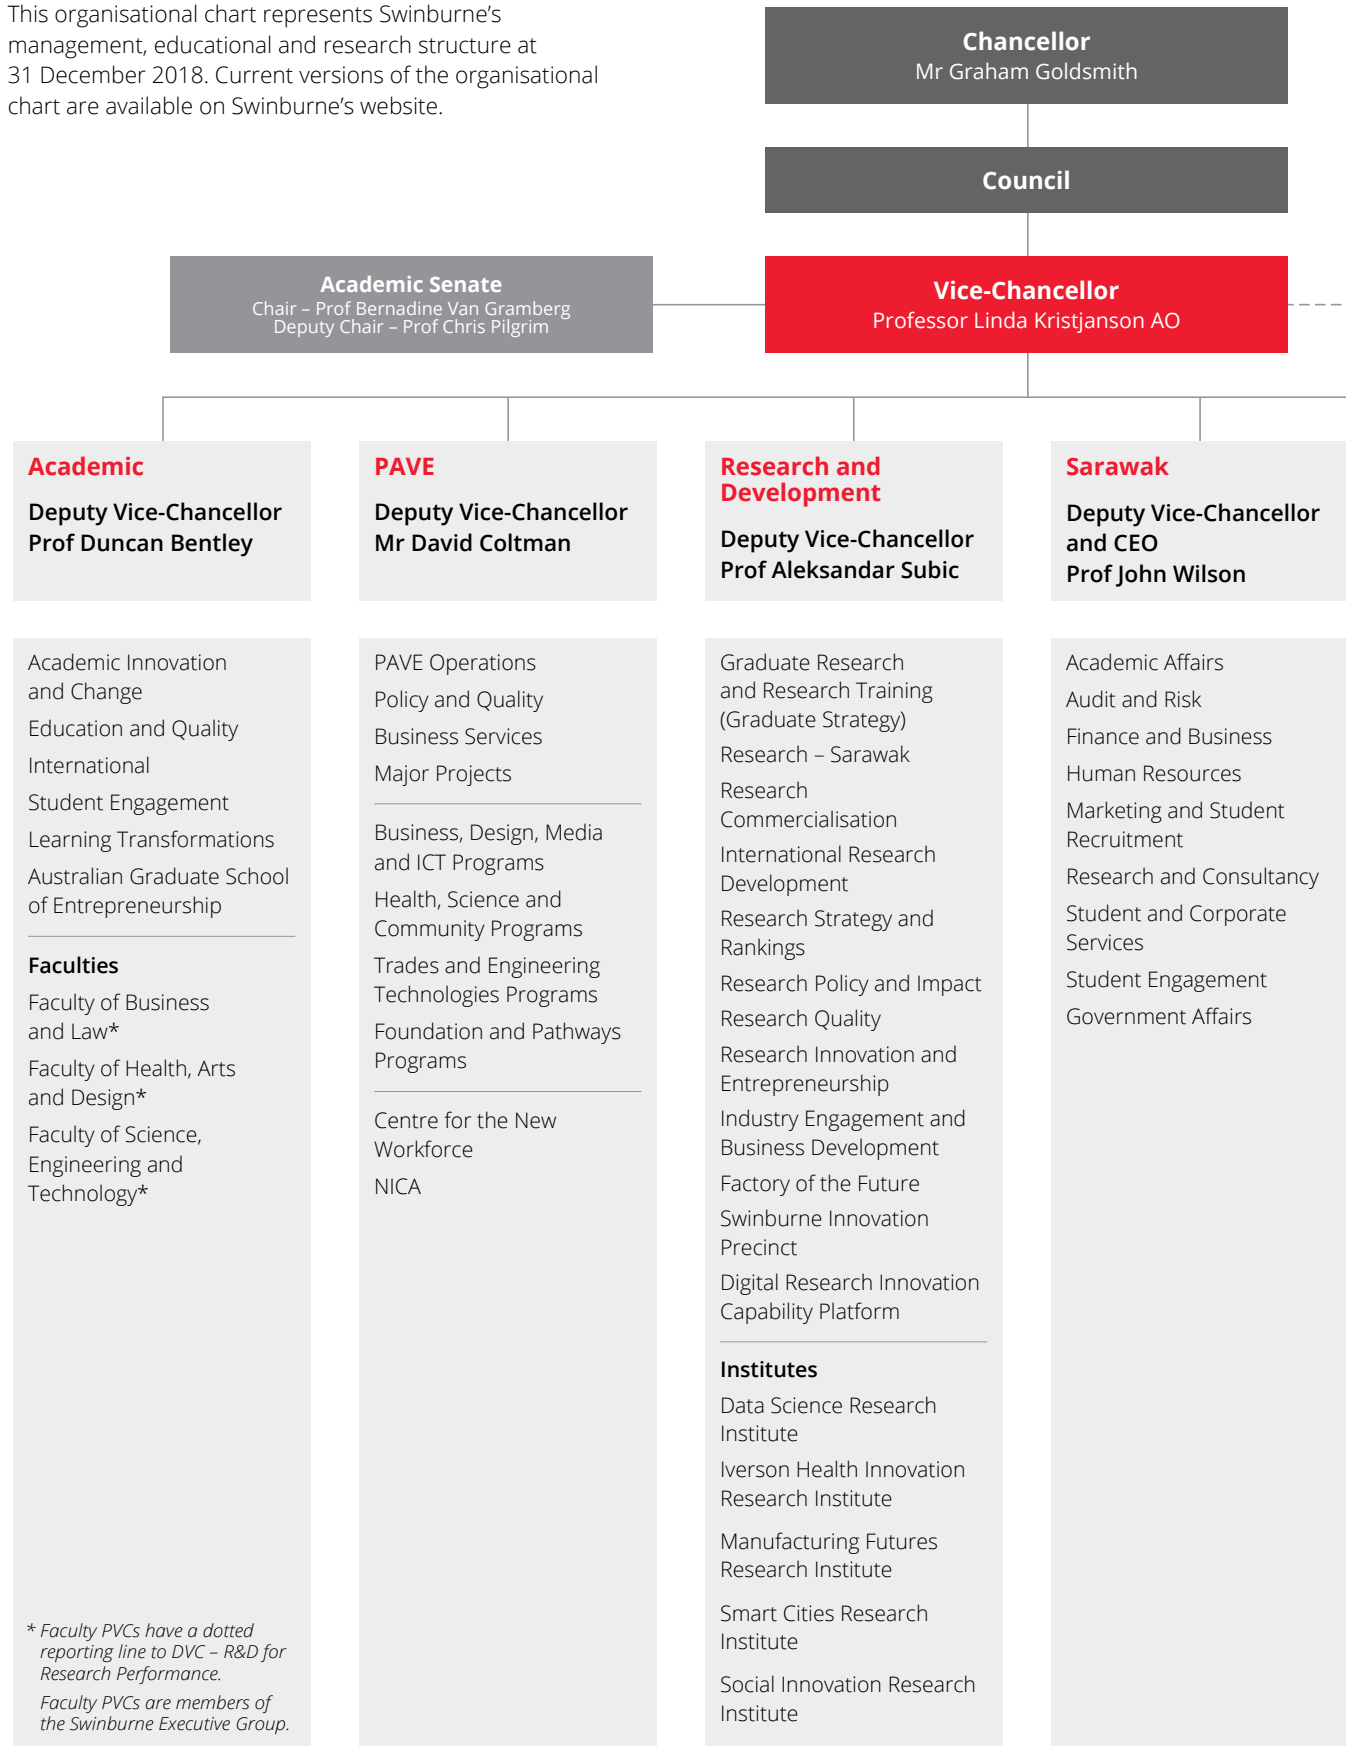 This organisational chart represents Swinburne’s
management, educational and research structure at
31 December 2018. Current versions of the organisational
chart are available on Swinburne’s website.
Chancellor
Mr Graham Goldsmith
Council
Academic Senate
Chair – Prof Bernadine Van Gramberg
Deputy Chair – Prof Chris Pilgrim
Vice-Chancellor
Professor Linda Kristjanson AO
Academic
Deputy Vice-Chancellor
Prof Duncan Bentley
Academic Innovation
and Change
Education and Quality
International
Student Engagement
Learning Transformations
Australian Graduate School
of Entrepreneurship
Faculties
Faculty of Business
and Law*
Faculty of Health, Arts
and Design*
Faculty of Science,
Engineering and
Technology*
* Faculty PVCs have a dotted
reporting line to DVC – R&D for
Research Performance.
Faculty PVCs are members of
the Swinburne Executive Group.
PAVE
Deputy Vice-Chancellor
Mr David Coltman
PAVE Operations
Policy and Quality
Business Services
Major Projects
Business, Design, Media
and ICT Programs
Health, Science and
Community Programs
Trades and Engineering
Technologies Programs
Foundation and Pathways
Programs
Centre for the New
Workforce
NICA
Research and
Development
Deputy Vice-Chancellor
Prof Aleksandar Subic
Graduate Research
and Research Training
(Graduate Strategy)
Research – Sarawak
Research
Commercialisation
International Research
Development
Research Strategy and
Rankings
Research Policy and Impact
Research Quality
Research Innovation and
Entrepreneurship
Industry Engagement and
Business Development
Factory of the Future
Swinburne Innovation
Precinct
Digital Research Innovation
Capability Platform
Institutes
Data Science Research
Institute
Iverson Health Innovation
Research Institute
Manufacturing Futures
Research Institute
Smart Cities Research
Institute
Social Innovation Research
Institute
Sarawak
Deputy Vice-Chancellor
and CEO
Prof John Wilson
Academic Affairs
Audit and Risk
Finance and Business
Human Resources
Marketing and Student
Recruitment
Research and Consultancy
Student and Corporate
Services
Student Engagement
Government Affairs